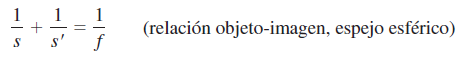 1/s + 1/s' = 1/f (relación objeto-imagen, espejo esférico)